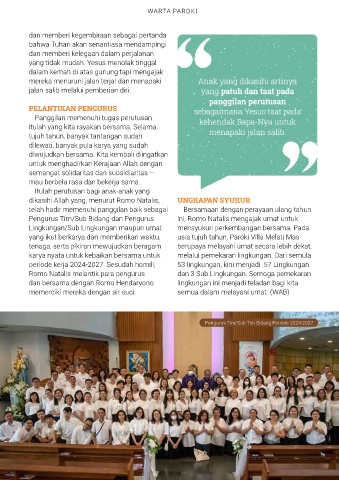 WARTA PAROKI
dan memberi kegembiraan sebagai pertanda
bahwa Tuhan akan senantiasa mendampingi
dan memberi kelegaan dalam perjalanan
yang tidak mudah. Yesus menolak tinggal
dalam kemah di atas gunung tapi mengajak
mereka menuruni jalan terjal dan menapaki
jalan salib melalui pemberian diri.
PELANTIKAN PENGURUS
Panggilan memenuhi tugas perutusan
itulah yang kita rayakan bersama. Selama
tujuh tahun, banyak tantangan sudah
dilewati, banyak pula karya yang sudah
diwujudkan bersama. Kita kembali diingatkan
untuk menghadirkan Kerajaan Allah dengan
semangat solidaritas dan subsidiaritas –
mau berbela rasa dan bekerja sama.
Itulah perutusan bagi anak-anak yang
dikasihi Allah yang, menurut Romo Natalis,
telah hadir memenuhi panggilan baik sebagai
Pengurus Tim/Sub Bidang dan Pengurus
Lingkungan/Sub Lingkungan maupun umat
yang ikut berkarya dan memberikan waktu,
tenaga, serta pikiran mewujudkan beragam
karya nyata untuk kebaikan bersama untuk
periode kerja 2024-2027. Sesudah homili,
Romo Natalis melantik para pengurus
dan bersama dengan Romo Hendaryono
memerciki mereka dengan air suci.
“
Anak yang dikasihi artinya
yang patuh dan taat pada
panggilan perutusan
sebagaimana Yesus taat pada
kehendak Bapa-Nya untuk
menapaki jalan salib.
”
UNGKAPAN SYUKUR
Bersamaan dengan perayaan ulang tahun
ini, Romo Natalis mengajak umat untuk
mensyukuri perkembangan bersama. Pada
usia tujuh tahun, Paroki Villa Melati Mas
berupaya melayani umat secara lebih dekat,
melalui pemekaran lingkungan. Dari semula
53 lingkungan, kini menjadi 57 Lingkungan
dan 3 Sub Lingkungan. Semoga pemekaran
lingkungan ini menjadi teladan bagi kita
semua dalam melayani umat. (WAB)
Pengurus Tim/Sub Tim Bidang Periode 2024-2027